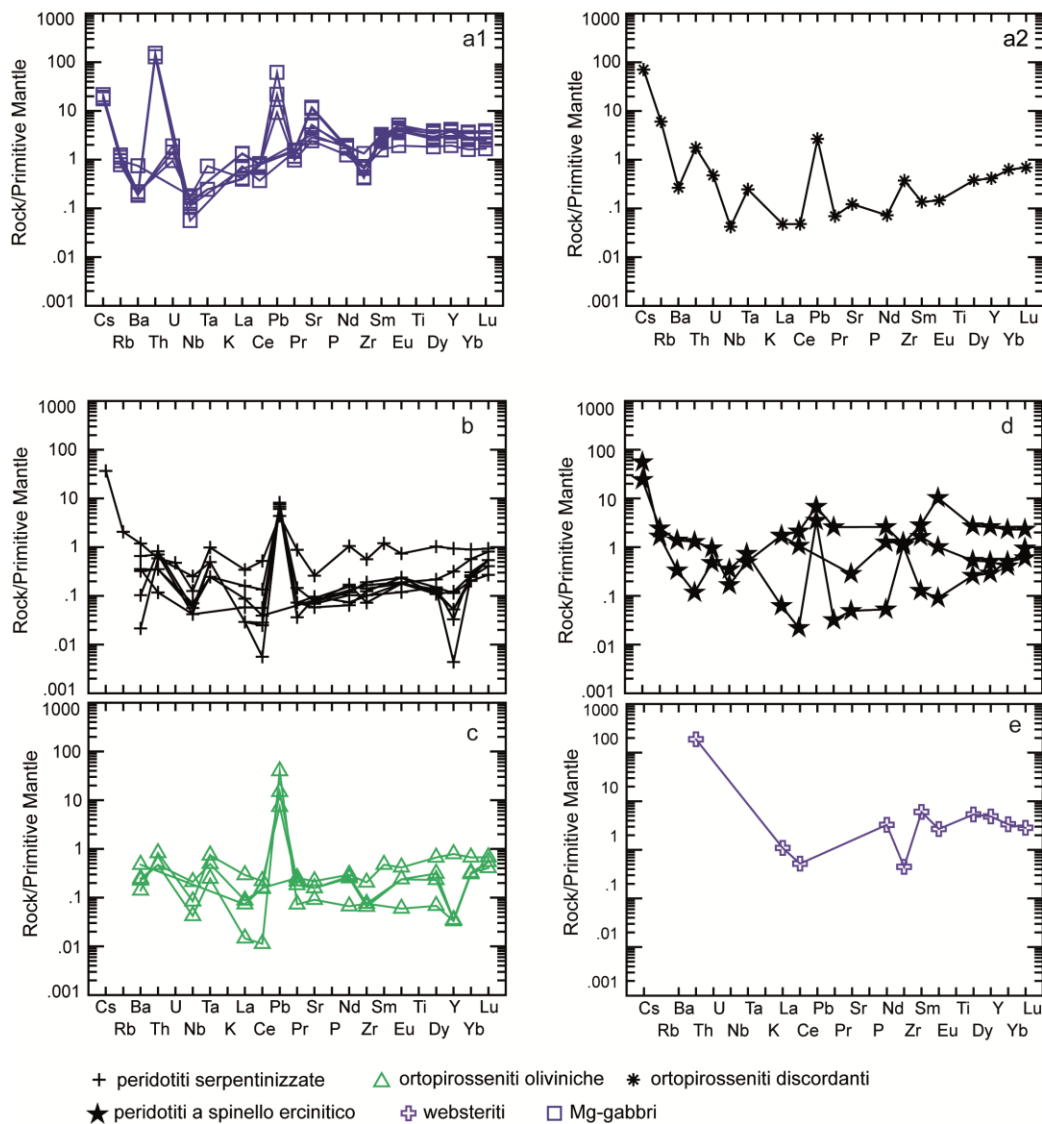 a1
1000
100
10
1
.1
.01
.001
Rock/Primitive Mantle
Cs Ba U Ta La Pb Sr Nd Sm Ti Y Lu
Rb Th Nb K Ce Pr P Zr Eu Dy Yb
a2
1000
100
10
1
.1
.01
.001
Rock/Primitive Mantle
Cs Ba U Ta La Pb Sr Nd Sm Ti Y Lu
Rb Th Nb K Ce Pr P Zr Eu Dy Yb
b
1000
100
10
1
0.1
.01
.001
Rock/Primitive Mantle
d
1000
100
10
1
0.1
.01
.001
Rock/Primitive Mantle
c
1000
100
10
1
0.1
.01
.001
Rock/Primitive Mantle
Cs Ba U Ta La Pb Sr Nd Sm Ti Y Lu
Rb Th Nb K Ce Pr P Zr Eu Dy Yb
e
1000
100
10
1
0.1
.01
.001
Rock/Primitive Mantle
Cs Ba U Ta La Pb Sr Nd Sm Ti Y Lu
Rb Th Nb K Ce Pr P Zr Eu Dy Yb
peridotiti serpentinizzate ortopirosseniti oliviniche ortopirosseniti discordanti
peridotiti a spinello ercinitico websteriti Mg-gabbri